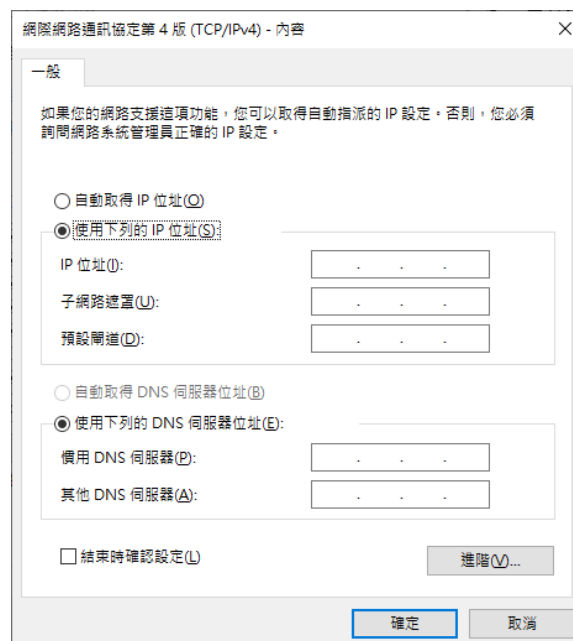 網際網路通訊協定第 4 版 (TCP/IPv4) - 內容
一般
如果您的網路支援這項功能，您可以取得自動指派的 IP 設定。否則，您必須
詢問網路系統管理員正確的 IP 設定。
自動取得 IP 位址(O)
使用下列的 IP 位址(S):
IP 位址(I):
子網路遮罩(U):
預設閘道(D):
自動取得 DNS 伺服器位址(B)
使用下列的 DNS 伺服器位址(E):
慣用 DNS 伺服器(P):
其他 DNS 伺服器(A):
結束時確認設定(L)
進階(V)...
確定
取消